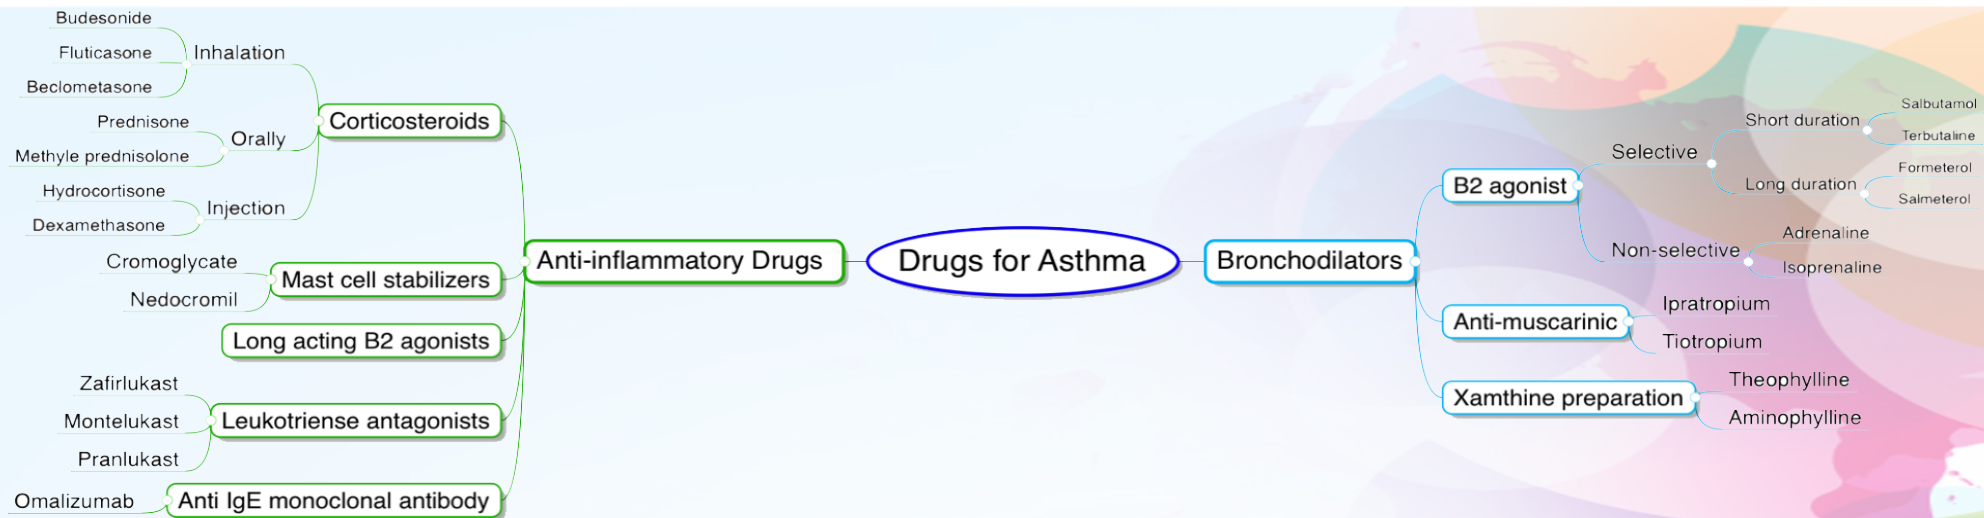 Drugs for Asthma
Anti-inflammatory Drugs
Corticosteroids
Inhalation
Budesonide
Fluticasone
Beclometasone
Orally
Prednisone
Methyle prednisolone
Injection
Hydrocortisone
Dexamethasone
Mast cell stabilizers
Cromoglycate
Nedocromil
Long acting B2 agonists
Leukotriense antagonists
Zafirlukast
Montelukast
Pranlukast
Anti IgE monoclonal antibody
Omalizumab
Bronchodilators
B2 agonist
Selective
Short duration
Salbutamol
Terbutaline
Long duration
Formeterol
Salmeterol
Non-selective
Adrenaline
Isoprenaline
Anti-muscarinic
Ipratropium
Tiotropium
Xamthine preparation
Theophylline
Aminophylline